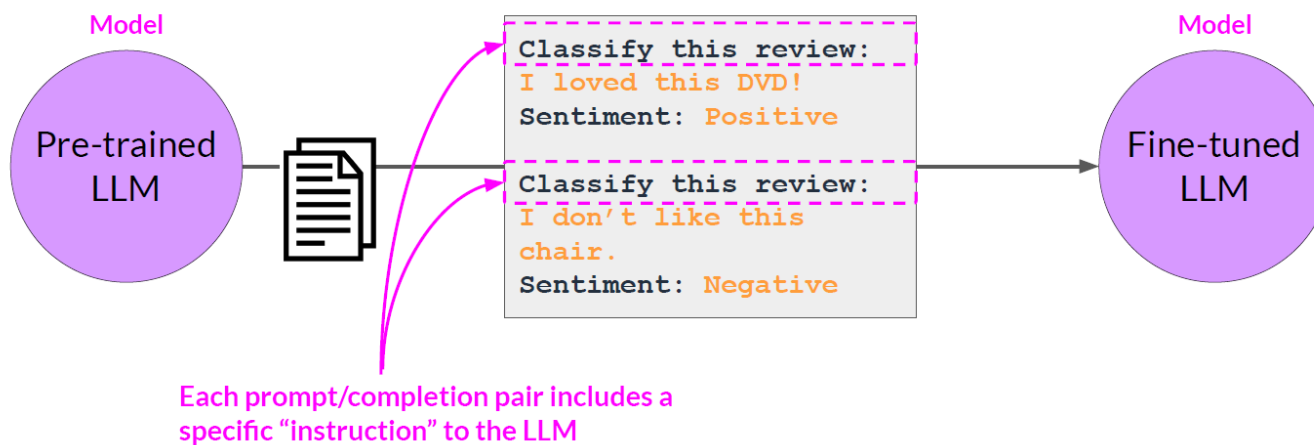 Model
Pre-trained
LLM
Classify this review:
I loved this DVD!
Sentiment: Positive
Classify this review:
I don’t like this
chair.
Sentiment: Negative
Model
Fine-tuned
LLM
Each prompt/completion pair includes a
specific “instruction” to the LLM